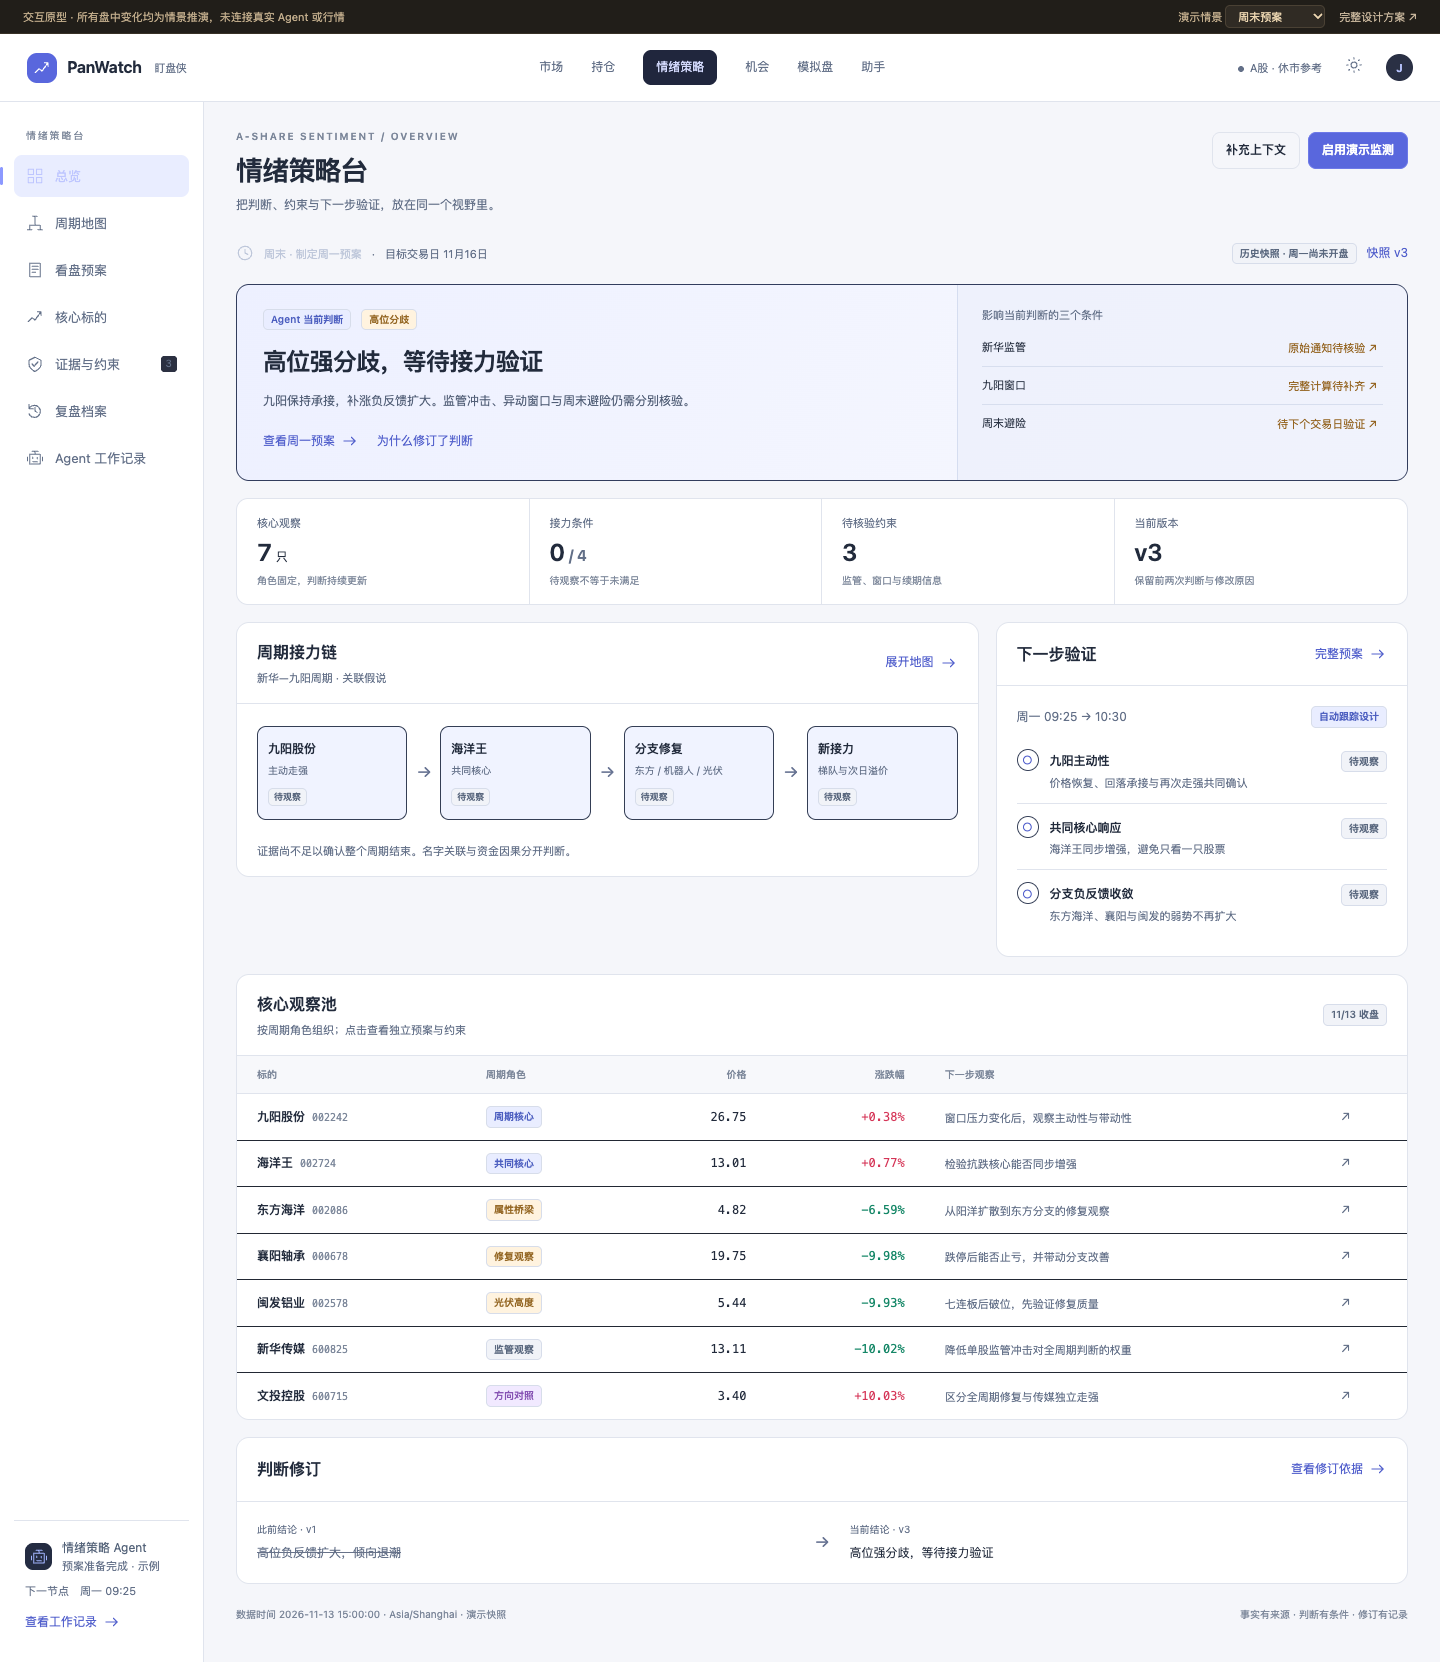 交互原型 · 所有盘中变化均为情景推演，未连接真实 Agent 或行情
演示情景 周末预案 完整设计方案 ↗
PanWatch 盯盘侠
市场 持仓 情绪策略 机会 模拟盘 助手
A股 · 休市参考
J
情绪策略台
总览
周期地图
看盘预案
核心标的
证据与约束 3
复盘档案
Agent 工作记录
A-SHARE SENTIMENT / OVERVIEW
情绪策略台
把判断、约束与下一步验证，放在同一个视野里。
补充上下文 启用演示监测
周末 · 制定周一预案 · 目标交易日 11月16日
历史快照 · 周一尚未开盘 快照 v3
Agent 当前判断 高位分歧
高位强分歧，等待接力验证
九阳保持承接，补涨负反馈扩大。监管冲击、异动窗口与周末避险仍需分别核验。
查看周一预案 → 为什么修订了判断
影响当前判断的三个条件
新华监管 原始通知待核验 ↗
九阳窗口 完整计算待补齐 ↗
周末避险 待下个交易日验证 ↗
核心观察
7 只
角色固定，判断持续更新
接力条件
0 / 4
待观察不等于未满足
待核验约束
3
监管、窗口与续期信息
当前版本
v3
保留前两次判断与修改原因
周期接力链
新华—九阳周期 · 关联假说
展开地图 →
九阳股份
主动走强
待观察
→
海洋王
共同核心
待观察
→
分支修复
东方 / 机器人 / 光伏
待观察
→
新接力
梯队与次日溢价
待观察
证据尚不足以确认整个周期结束。名字关联与资金因果分开判断。
下一步验证 完整预案 →
周一 09:25 → 10:30 自动跟踪设计
九阳主动性 待观察
价格恢复、回落承接与再次走强共同确认
共同核心响应 待观察
海洋王同步增强，避免只看一只股票
分支负反馈收敛 待观察
东方海洋、襄阳与闽发的弱势不再扩大
核心观察池
按周期角色组织；点击查看独立预案与约束
11/13 收盘
标的 周期角色 价格 涨跌幅 下一步观察
九阳股份 002242 周期核心 26.75 +0.38% 窗口压力变化后，观察主动性与带动性 ↗
海洋王 002724 共同核心 13.01 +0.77% 检验抗跌核心能否同步增强 ↗
东方海洋 002086 属性桥梁 4.82 −6.59% 从阳洋扩散到东方分支的修复观察 ↗
襄阳轴承 000678 修复观察 19.75 −9.98% 跌停后能否止亏，并带动分支改善 ↗
闽发铝业 002578 光伏高度 5.44 −9.93% 七连板后破位，先验证修复质量 ↗
新华传媒 600825 监管观察 13.11 −10.02% 降低单股监管冲击对全周期判断的权重 ↗
文投控股 600715 方向对照 3.40 +10.03% 区分全周期修复与传媒独立走强 ↗
判断修订 查看修订依据 →
此前结论 · v1
高位负反馈扩大，倾向退潮
→
当前结论 · v3
高位强分歧，等待接力验证
情绪策略 Agent
预案准备完成 · 示例
下一节点 周一 09:25
查看工作记录 →
数据时间 2026-11-13 15:00:00 · Asia/Shanghai · 演示快照
事实有来源 · 判断有条件 · 修订有记录